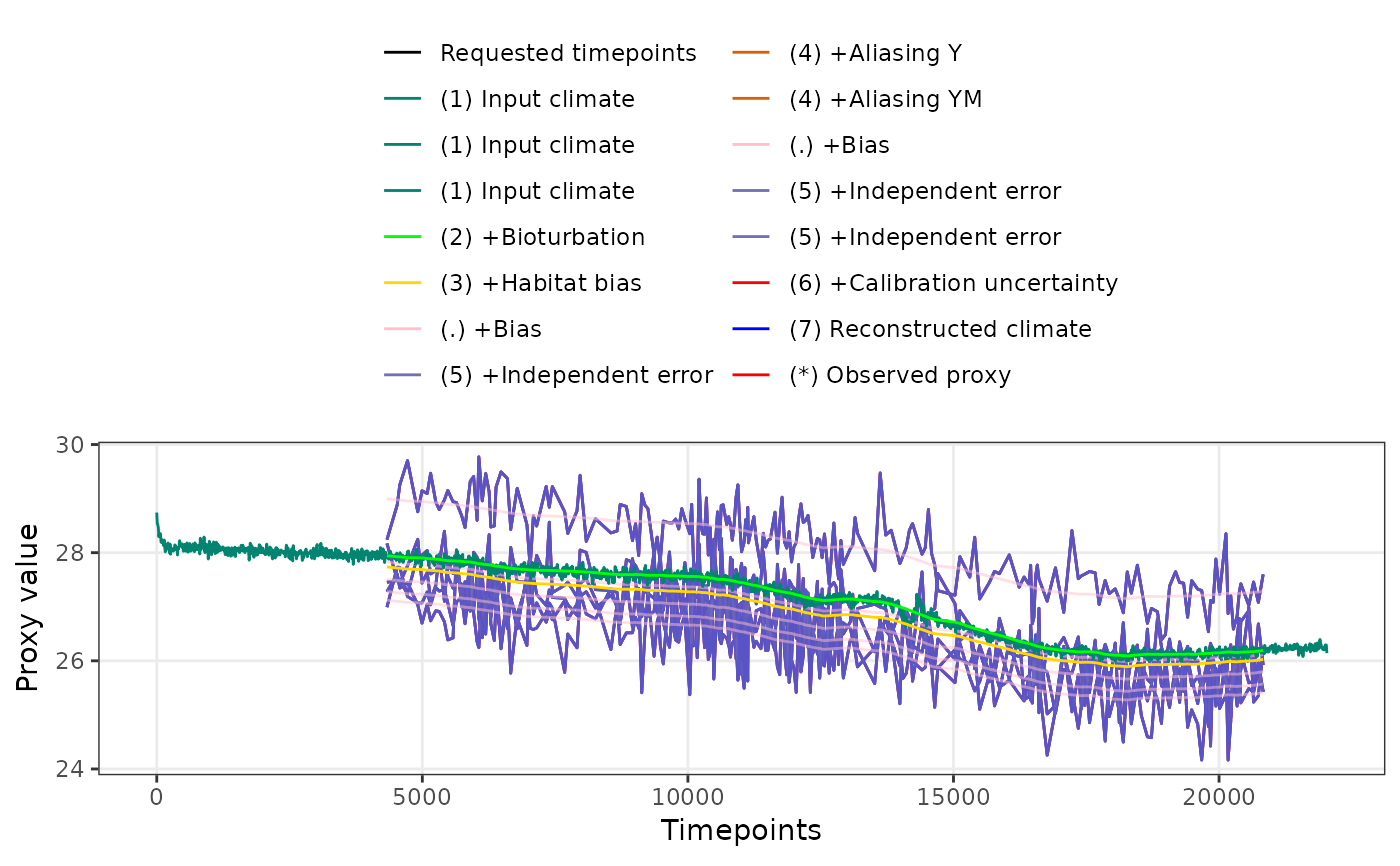 Requested timepoints
(1) Input climate
(1) Input climate
(1) Input climate
(2) +Bioturbation
(3) +Habitat bias
(.) +Bias
(5) +Independent error
(4) +Aliasing Y
(4) +Aliasing YM
(.) +Bias
(5) +Independent error
(5) +Independent error
(6) +Calibration uncertainty
(7) Reconstructed climate
(*) Observed proxy
Proxy value
30
28
26
24
0
5000
10000
15000
20000
Timepoints